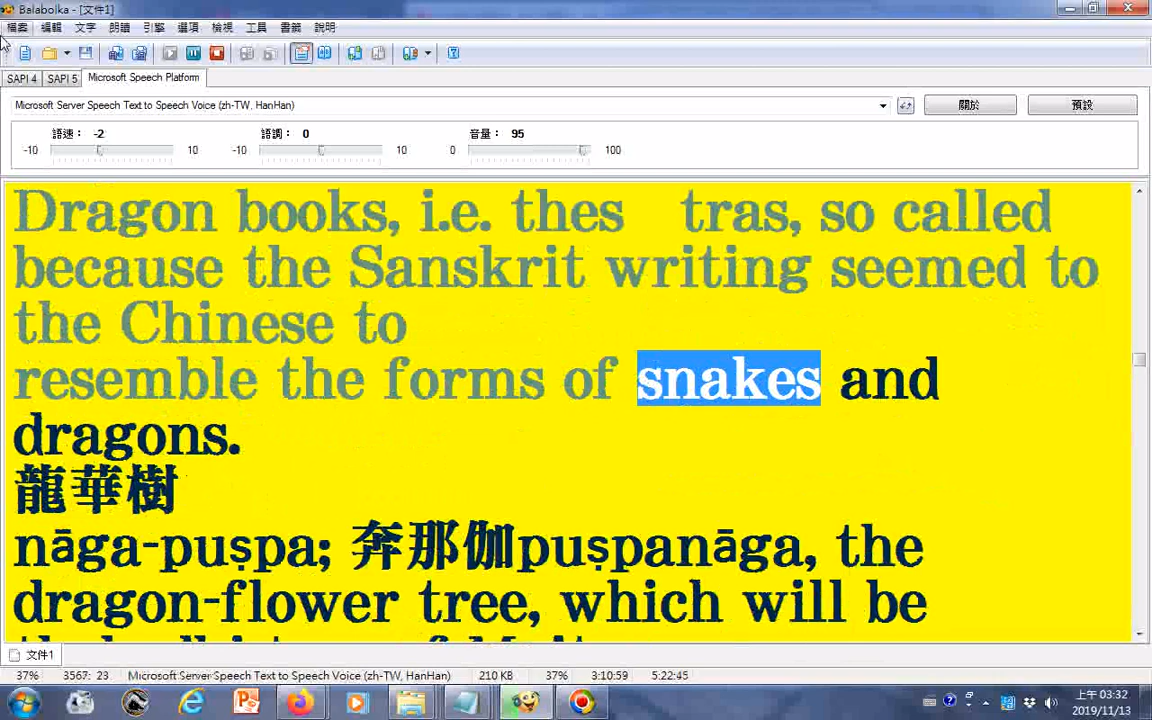 Balabolka - [文件1]
檔案 編輯 文字 朗讀 引擎 選項 檢視 工具 書籤 說明
SAPI 4 SAPI 5 Microsoft Speech Platform
Microsoft Server Speech Text to Speech Voice (zh-TW, HanHan) 關於 預設
語速： -2 語調： 0 音量： 95
-10 10 -10 10 0 100
Dragon books, i.e. thes tras, so called
because the Sanskrit writing seemed to
the Chinese to
resemble the forms of snakes and
dragons.
龍華樹
nāga-puṣpa; 奔那伽puṣpanāga, the
dragon-flower tree, which will be
文件1
37% 3567: 23 Microsoft Server Speech Text to Speech Voice (zh-TW, HanHan) 210 KB 37% 3:10:59 5:22:45
上午 03:32
2019/11/13